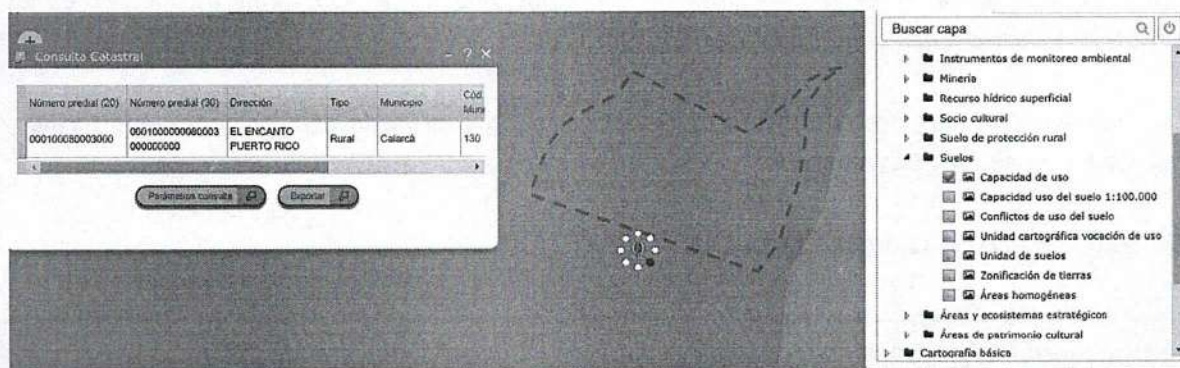 Consulta Catastral
Número predial (20) Número predial (30) Dirección Tipo Municipio Cód.
000100080003000 0001000000080003 EL ENCANTO Rural Calarcá 130
000000000 PUERTO RICO
Parámetros consulta Exportar
Buscar capa
Instrumentos de monitoreo ambiental
Minería
Recurso hídrico superficial
Socio cultural
Suelo de protección rural
Suelos
Capacidad de uso
Capacidad uso del suelo 1:100.000
Conflictos de uso del suelo
Unidad cartográfica vocación de uso
Unidad de suelos
Zonificación de tierras
Áreas homogéneas
Áreas y ecosistemas estratégicos
Áreas de patrimonio cultural
Cartografía básica